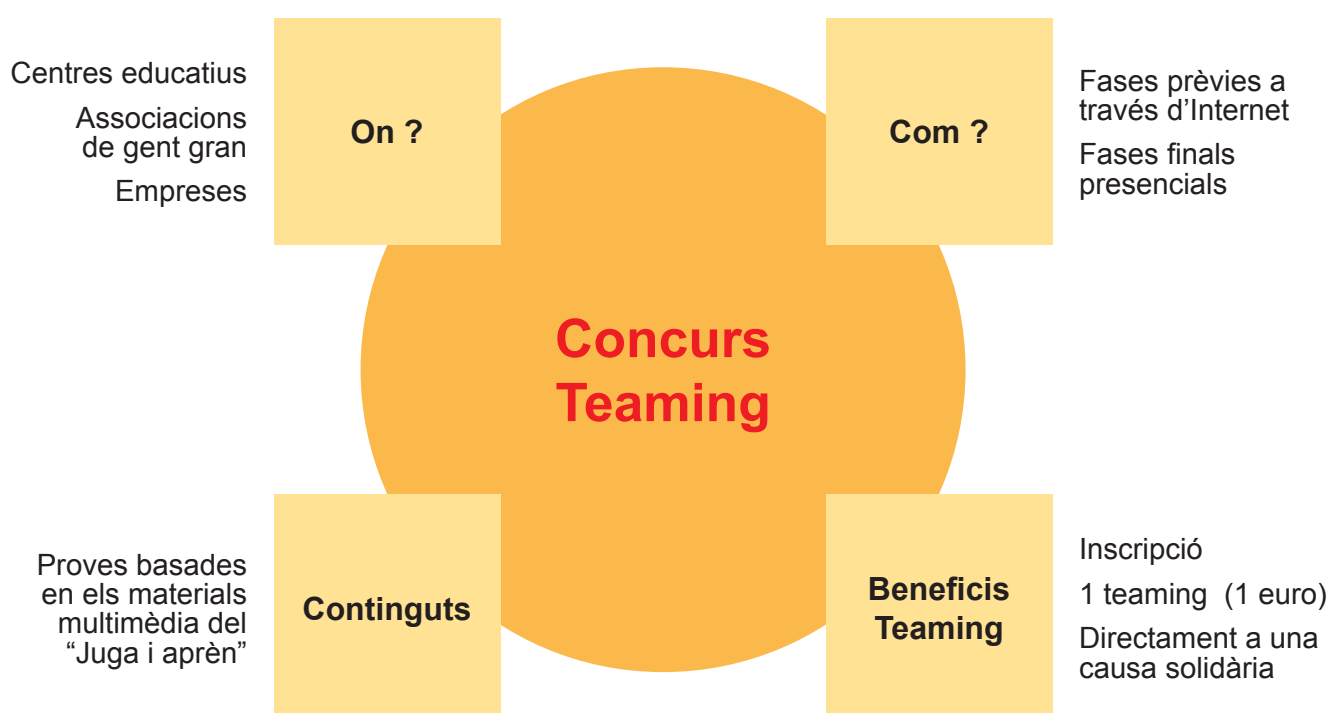 Centres educatius
Associacions
de gent gran
Empreses
On ?
Com ?
Fases prèvies a
través d’Internet
Fases finals
presencials
Concurs
Teaming
Proves basades
en els materials
multimèdia del
“Juga i aprèn”
Continguts
Beneficis
Teaming
Inscripció
1 teaming (1 euro)
Directament a una
causa solidària